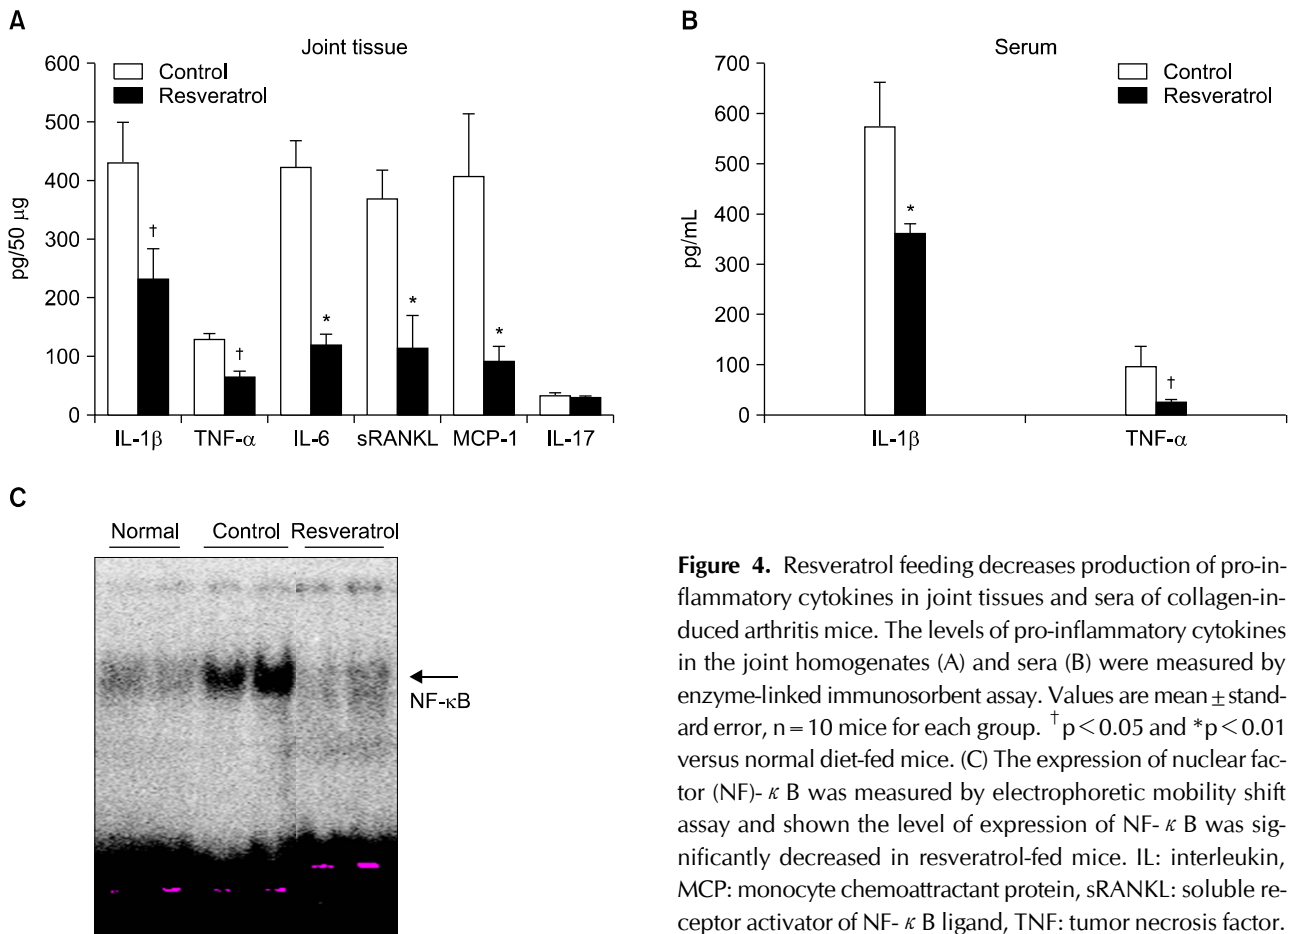 A
Joint tissue
600
500
400
300
200
100
0
pg/50 μg
Control
Resveratrol
†
†
*
*
*
IL-1β TNF-α IL-6 sRANKL MCP-1 IL-17
B
Serum
700
600
500
400
300
200
100
0
pg/mL
Control
Resveratrol
*
†
IL-1β TNF-α
C
Normal Control Resveratrol
NF-κB
Figure 4. Resveratrol feeding decreases production of pro-in-
flammatory cytokines in joint tissues and sera of collagen-in-
duced arthritis mice. The levels of pro-inflammatory cytokines
in the joint homogenates (A) and sera (B) were measured by
enzyme-linked immunosorbent assay. Values are mean ± stand-
ard error, n = 10 mice for each group. †p < 0.05 and *p < 0.01
versus normal diet-fed mice. (C) The expression of nuclear fac-
tor (NF)- κ B was measured by electrophoretic mobility shift
assay and shown the level of expression of NF- κ B was sig-
nificantly decreased in resveratrol-fed mice. IL: interleukin,
MCP: monocyte chemoattractant protein, sRANKL: soluble re-
ceptor activator of NF- κ B ligand, TNF: tumor necrosis factor.